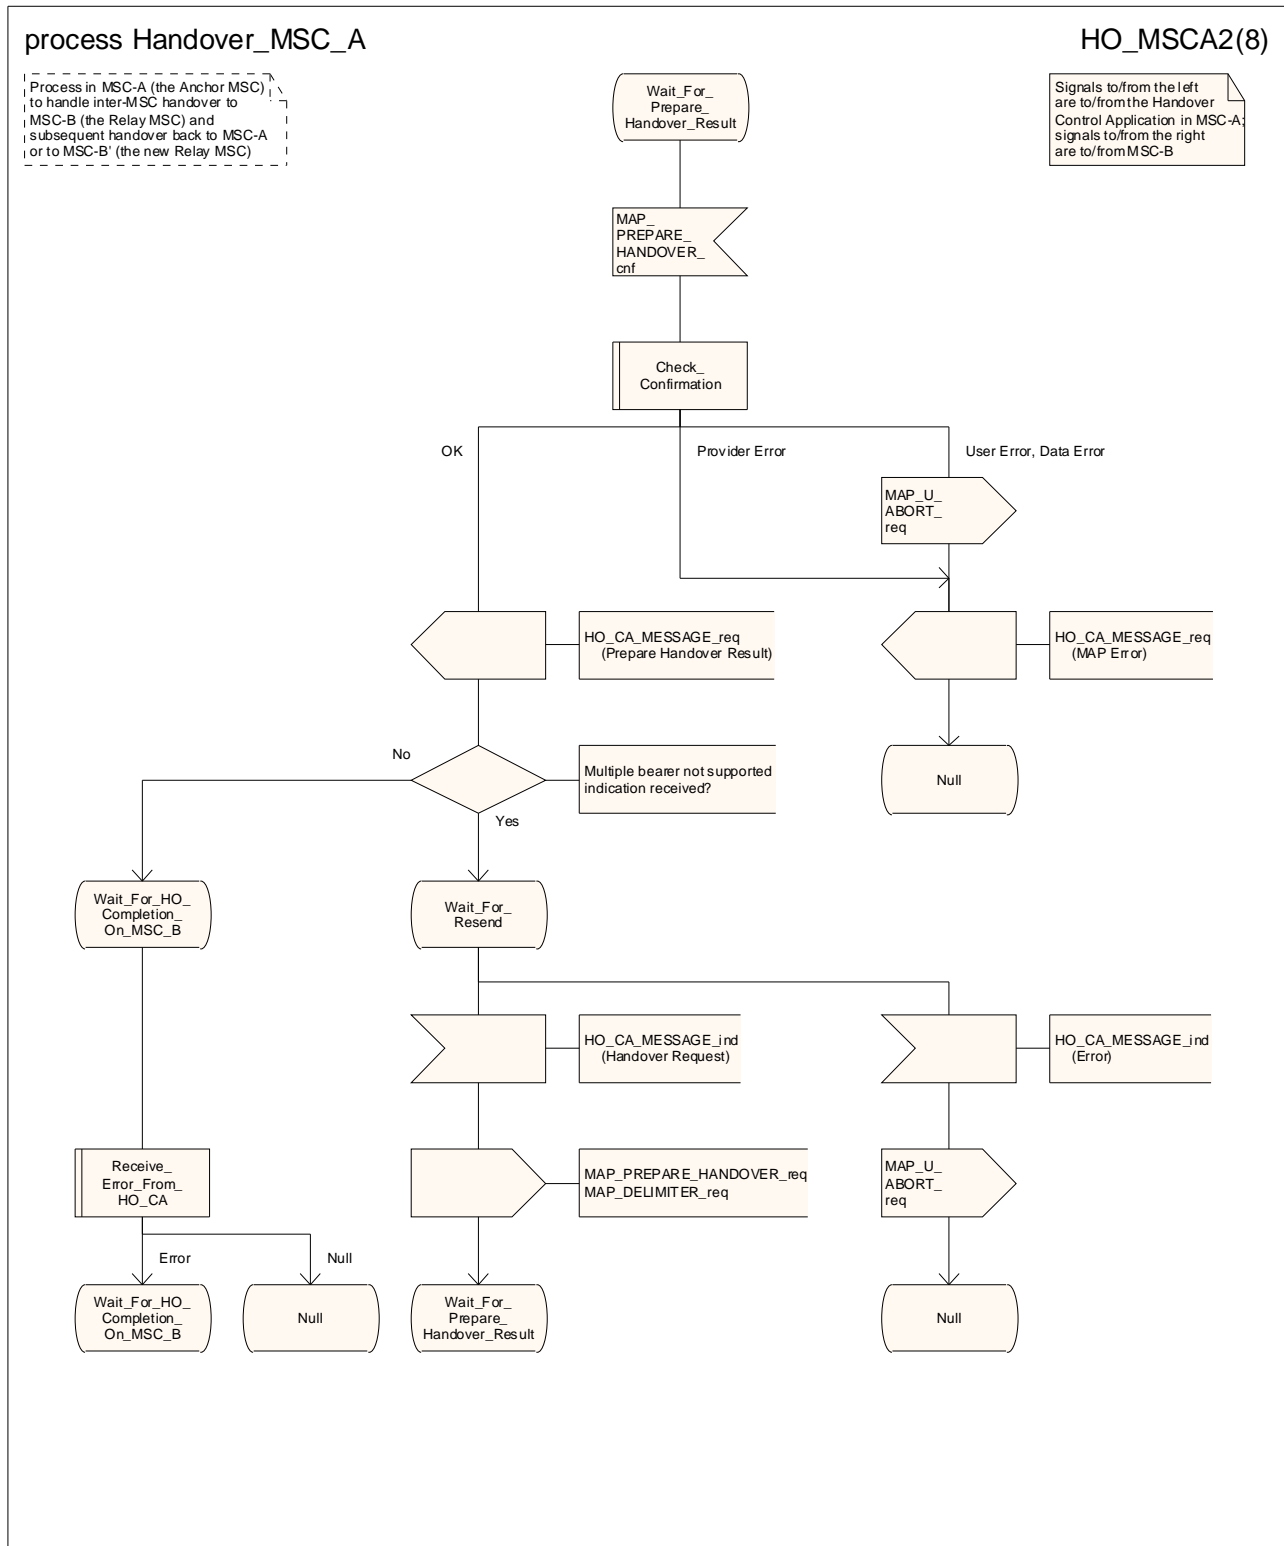 process Handover_MSC_A
HO_MSCA2(8)
Process in MSC-A (the Anchor MSC)
to handle inter-MSC handover to
MSC-B (the Relay MSC) and
subsequent handover back to MSC-A
or to MSC-B' (the new Relay MSC)
Wait_For_
Prepare_
Handover_Result
Signals to/from the left
are to/from the Handover
Control Application in MSC-A;
signals to/from the right
are to/from MSC-B
MAP_
PREPARE_
HANDOVER_
cnf
Check_
Confirmation
OK
Provider Error
User Error, Data Error
MAP_U_
ABORT_
req
HO_CA_MESSAGE_req
(Prepare Handover Result)
HO_CA_MESSAGE_req
(MAP Error)
No
Multiple bearer not supported
indication received?
Null
Yes
Wait_For_HO_
Completion_
On_MSC_B
Wait_For_
Resend
HO_CA_MESSAGE_ind
(Handover Request)
HO_CA_MESSAGE_ind
(Error)
Receive_
Error_From_
HO_CA
MAP_PREPARE_HANDOVER_req
MAP_DELIMITER_req
MAP_U_
ABORT_
req
Error
Null
Wait_For_HO_
Completion_
On_MSC_B
Null
Wait_For_
Prepare_
Handover_Result
Null